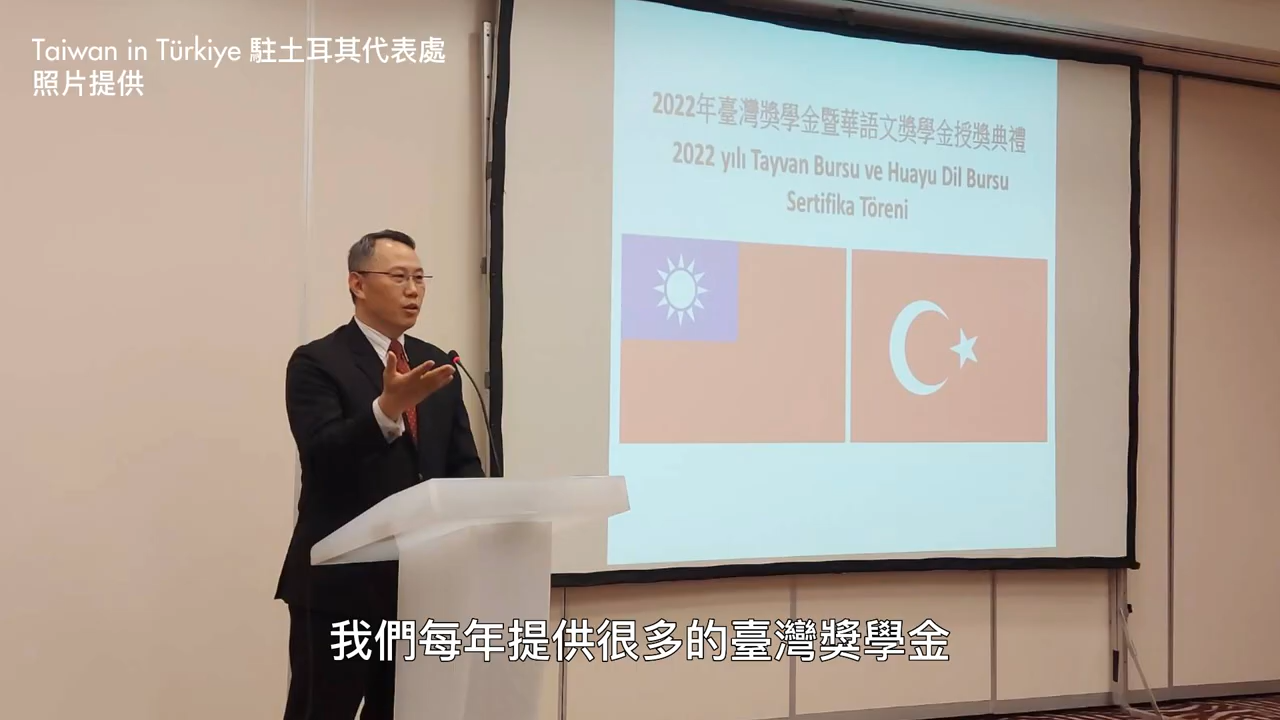 Taiwan in Türkiye 駐土耳其代表處
照片提供
2022年臺灣獎學金暨華語文獎學金授獎典禮
2022 yılı Tayvan Bursu ve Huayu Dil Bursu
Sertifika Töreni
我們每年提供很多的臺灣獎學金